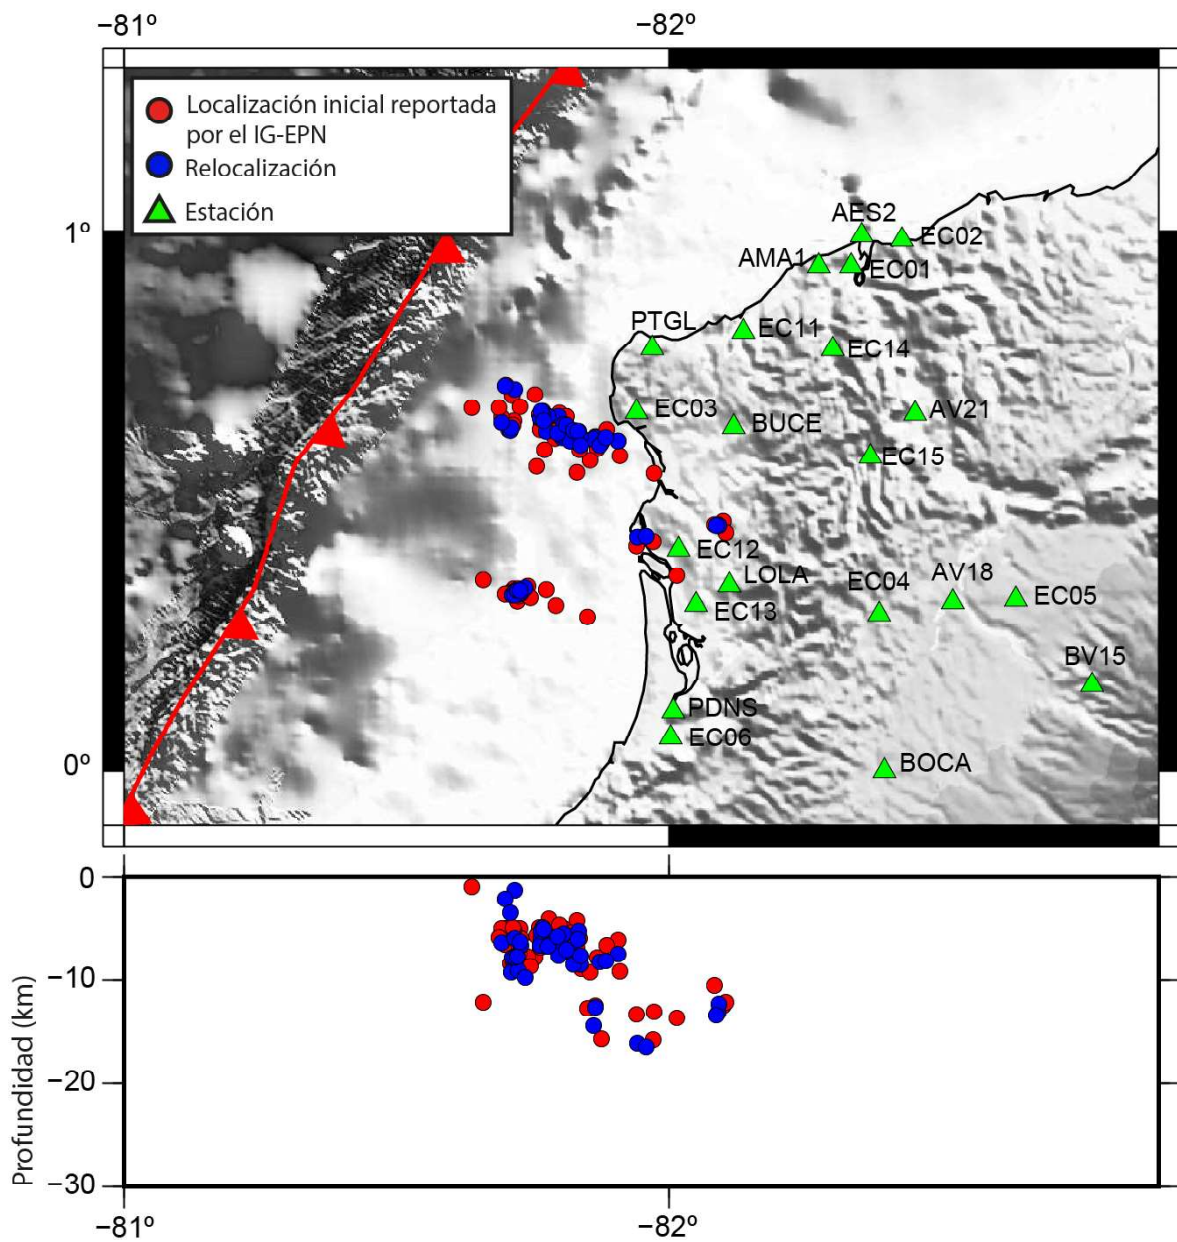 −81º
−82º
Localización inicial reportada
por el IG-EPN
Relocalización
Estación
1º
AES2
EC02
AMA1
EC01
PTGL
EC11
EC14
EC03
BUCE
AV21
EC15
EC12
LOLA
EC04
AV18
EC05
EC13
BV15
PDNS
EC06
0º
BOCA
0
−10
−20
−30
Profundidad (km)
−81º
−82º